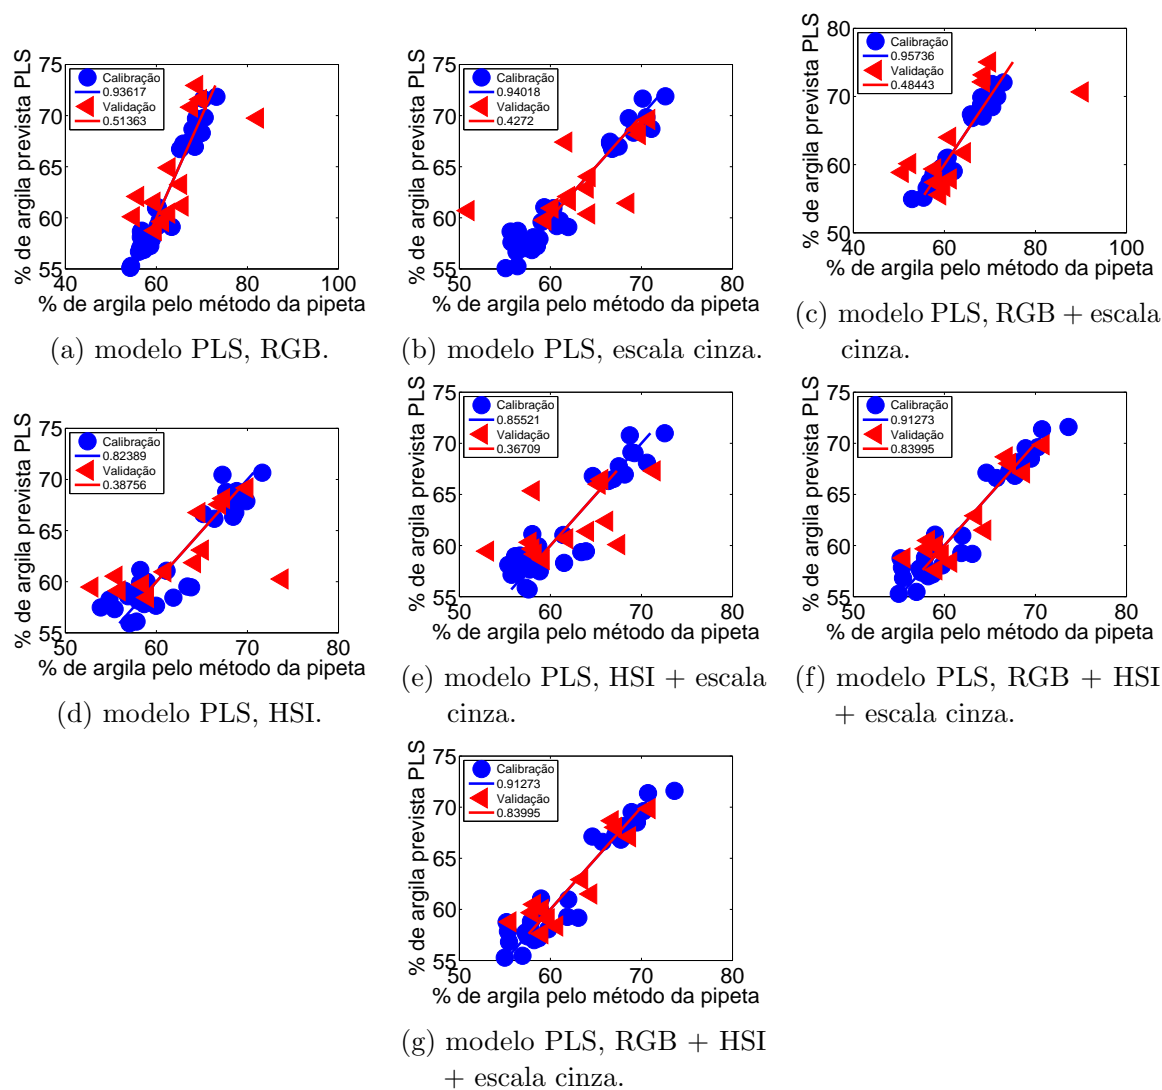 % de argila prevista PLS
75
70
65
60
55
40
60
80
100
Calibração
0.93617
Validação
0.51363
% de argila pelo método da pipeta
(a) modelo PLS, RGB.
% de argila prevista PLS
75
70
65
60
55
50
60
70
80
Calibração
0.94018
Validação
0.4272
% de argila pelo método da pipeta
(b) modelo PLS, escala cinza.
% de argila prevista PLS
80
70
60
50
40
60
80
100
Calibração
0.95736
Validação
0.48443
% de argila pelo método da pipeta
(c) modelo PLS, RGB + escala
cinza.
% de argila prevista PLS
75
70
65
60
55
50
60
70
80
Calibração
0.82389
Validação
0.38756
% de argila pelo método da pipeta
(d) modelo PLS, HSI.
% de argila prevista PLS
75
70
65
60
55
50
60
70
80
Calibração
0.85521
Validação
0.36709
% de argila pelo método da pipeta
(e) modelo PLS, HSI + escala
cinza.
% de argila prevista PLS
75
70
65
60
55
50
60
70
80
Calibração
0.91273
Validação
0.83995
% de argila pelo método da pipeta
(f) modelo PLS, RGB + HSI
+ escala cinza.
% de argila prevista PLS
75
70
65
60
55
50
60
70
80
Calibração
0.91273
Validação
0.83995
% de argila pelo método da pipeta
(g) modelo PLS, RGB + HSI
+ escala cinza.